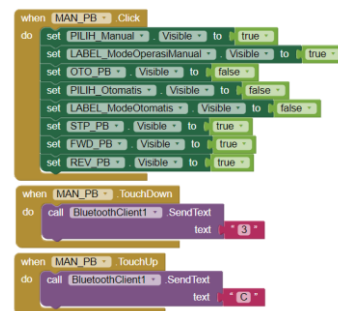 when MAN_PB .Click
do set PILIH_Manual . Visible to true
set LABEL_ModeOperasiManual . Visible to true
set OTO_PB . Visible to false
set PILIH_Otomatis . Visible to false
set LABEL_ModeOtomatis . Visible to false
set STP_PB . Visible to true
set FWD_PB . Visible to true
set REV_PB . Visible to true
when MAN_PB .TouchDown
do call BluetoothClient1 .SendText
text " 3 "
when MAN_PB .TouchUp
do call BluetoothClient1 .SendText
text " C "